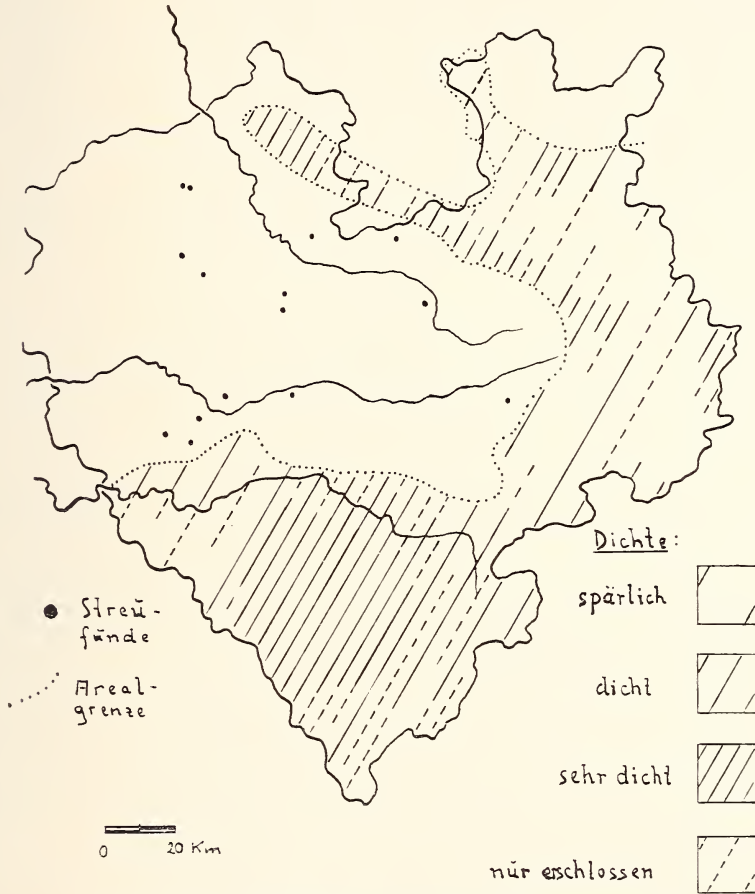 Dichte:
spärlich
dicht
sehr dicht
nur erschlossen
Streu-
funde
Areal-
grenze
0 20 Km